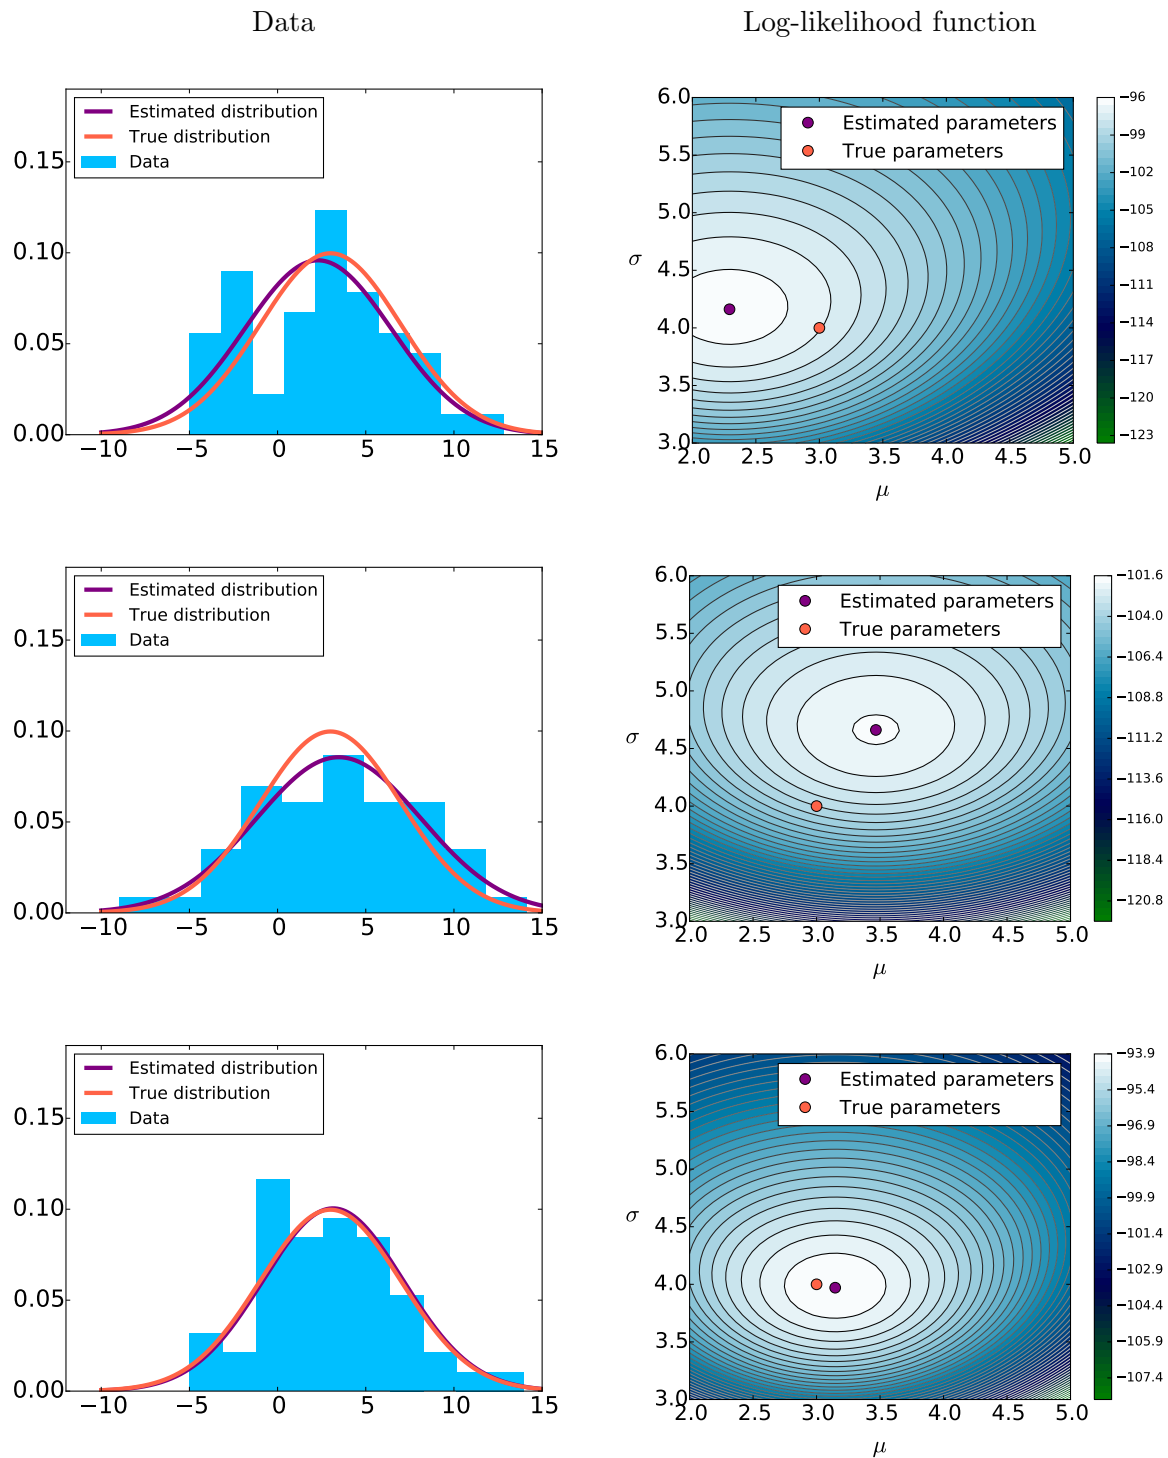 Data
Log-likelihood function
Estimated distribution
True distribution
Data
0.15
0.10
0.05
0.00
−10 −5 0 5 10 15
Estimated parameters
True parameters
6.0
5.5
5.0
4.5
4.0
3.5
3.0
σ
2.0 2.5 3.0 3.5 4.0 4.5 5.0
μ
−96
−99
−102
−105
−108
−111
−114
−117
−120
−123
Estimated distribution
True distribution
Data
0.15
0.10
0.05
0.00
−10 −5 0 5 10 15
Estimated parameters
True parameters
6.0
5.5
5.0
4.5
4.0
3.5
3.0
σ
2.0 2.5 3.0 3.5 4.0 4.5 5.0
μ
−101.6
−104.0
−106.4
−108.8
−111.2
−113.6
−116.0
−118.4
−120.8
Estimated distribution
True distribution
Data
0.15
0.10
0.05
0.00
−10 −5 0 5 10 15
Estimated parameters
True parameters
6.0
5.5
5.0
4.5
4.0
3.5
3.0
σ
2.0 2.5 3.0 3.5 4.0 4.5 5.0
μ
−93.9
−95.4
−96.9
−98.4
−99.9
−101.4
−102.9
−104.4
−105.9
−107.4